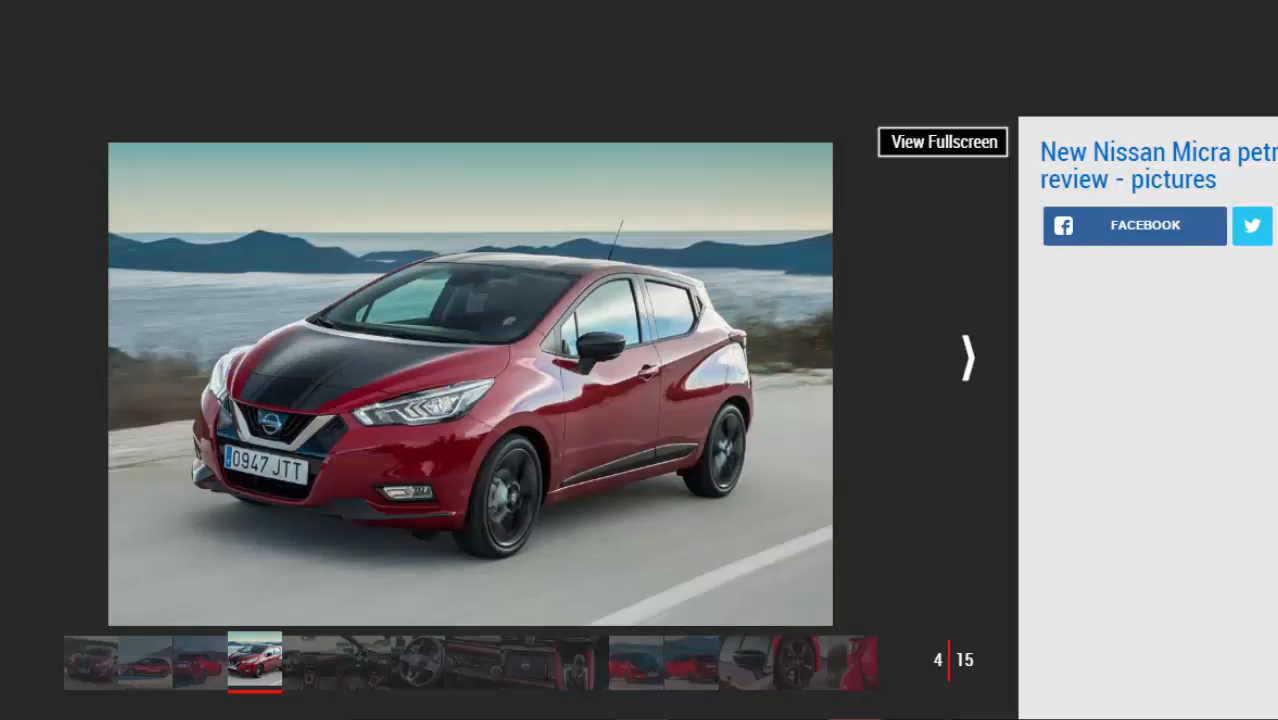 View Fullscreen
New Nissan Micra petr
review - pictures
FACEBOOK
0947 JTT
4 15